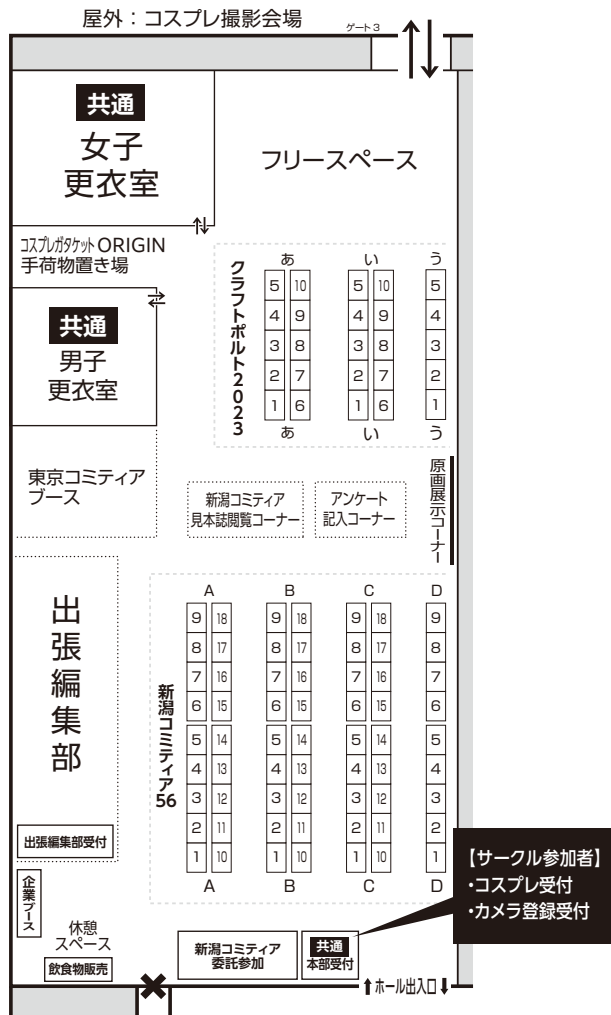 屋外：コスプレ撮影会場
ゲート3
共通
女子
更衣室
フリースペース
コスプレガタケットORIGIN
手荷物置き場
共通
男子
更衣室
クラフトポルト2023
あ い う
5 10 5 10 5
4 9 4 9 4
3 8 3 8 3
2 7 2 7 2
1 6 1 6 1
あ い う
東京コミティア
ブース
新潟コミティア
見本誌閲覧コーナー
アンケート
記入コーナー
原画展示コーナー
出張編集部
出張編集部受付
新潟コミティア56
A B C D
9 18 9 18 9 18 9
8 17 8 17 8 17 8
7 16 7 16 7 16 7
6 15 6 15 6 15 6
5 14 5 14 5 14 5
4 13 4 13 4 13 4
3 12 3 12 3 12 3
2 11 2 11 2 11 2
1 10 1 10 1 10 1
A B C D
企業ブース
休憩
スペース
飲食物販売
新潟コミティア
委託参加
共通
本部受付
【サークル参加者】
・コスプレ受付
・カメラ登録受付
⬆ホール出入口⬇